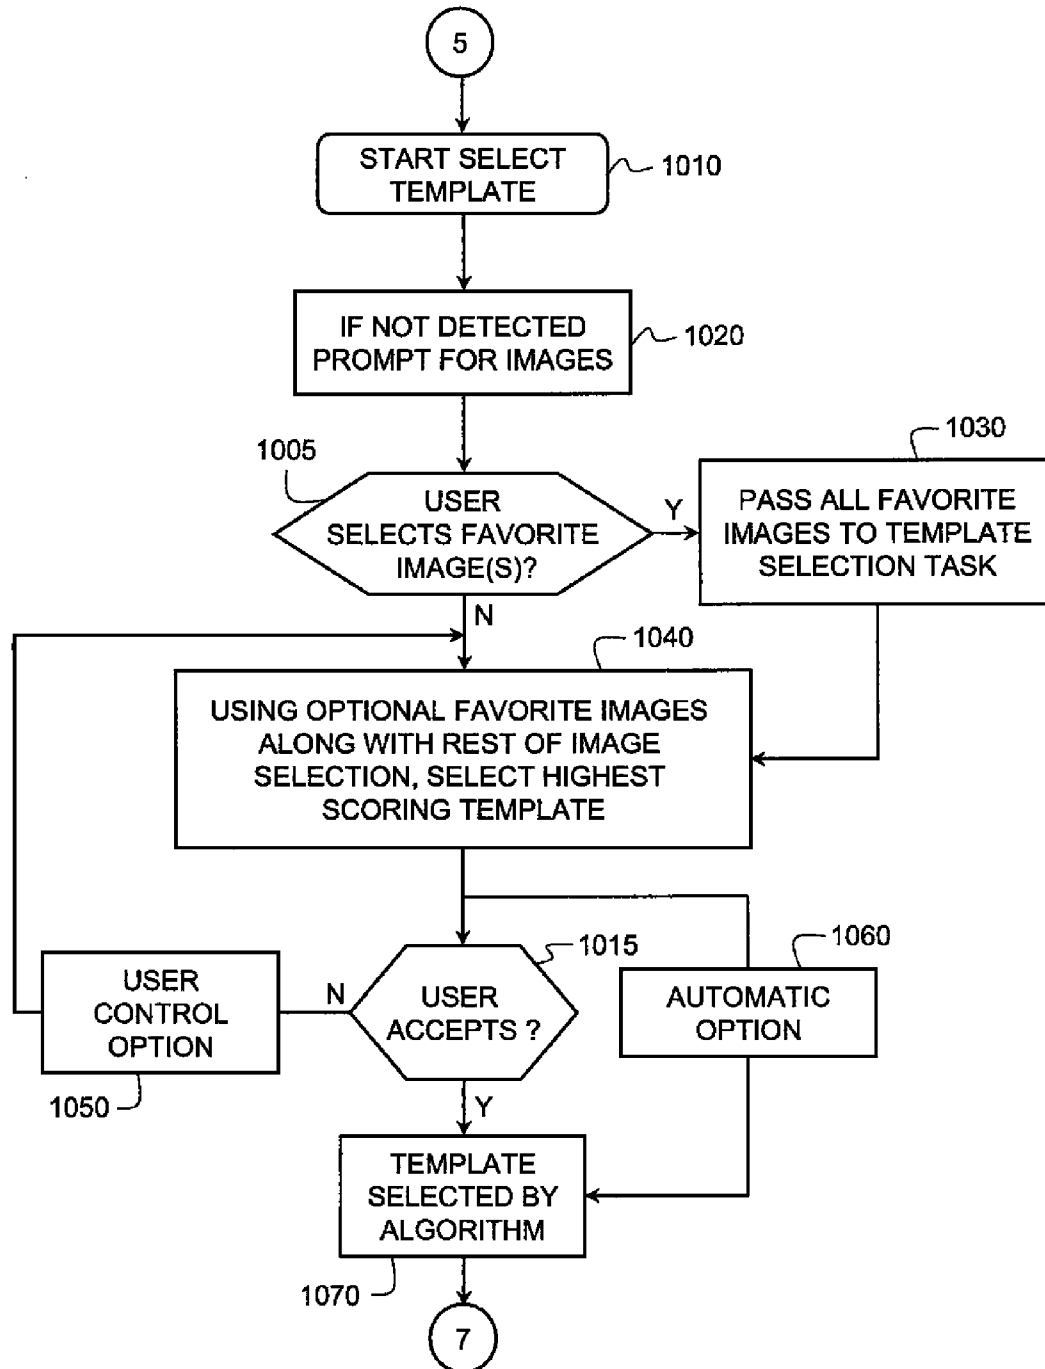 5
START SELECT
TEMPLATE
1010
IF NOT DETECTED
PROMPT FOR IMAGES
1020
1005
USER
SELECTS FAVORITE
IMAGE(S)?
Y
N
1030
PASS ALL FAVORITE
IMAGES TO TEMPLATE
SELECTION TASK
1040
USING OPTIONAL FAVORITE IMAGES
ALONG WITH REST OF IMAGE
SELECTION, SELECT HIGHEST
SCORING TEMPLATE
1015
USER
ACCEPTS ?
N
Y
USER
CONTROL
OPTION
1050
1060
AUTOMATIC
OPTION
TEMPLATE
SELECTED BY
ALGORITHM
1070
7